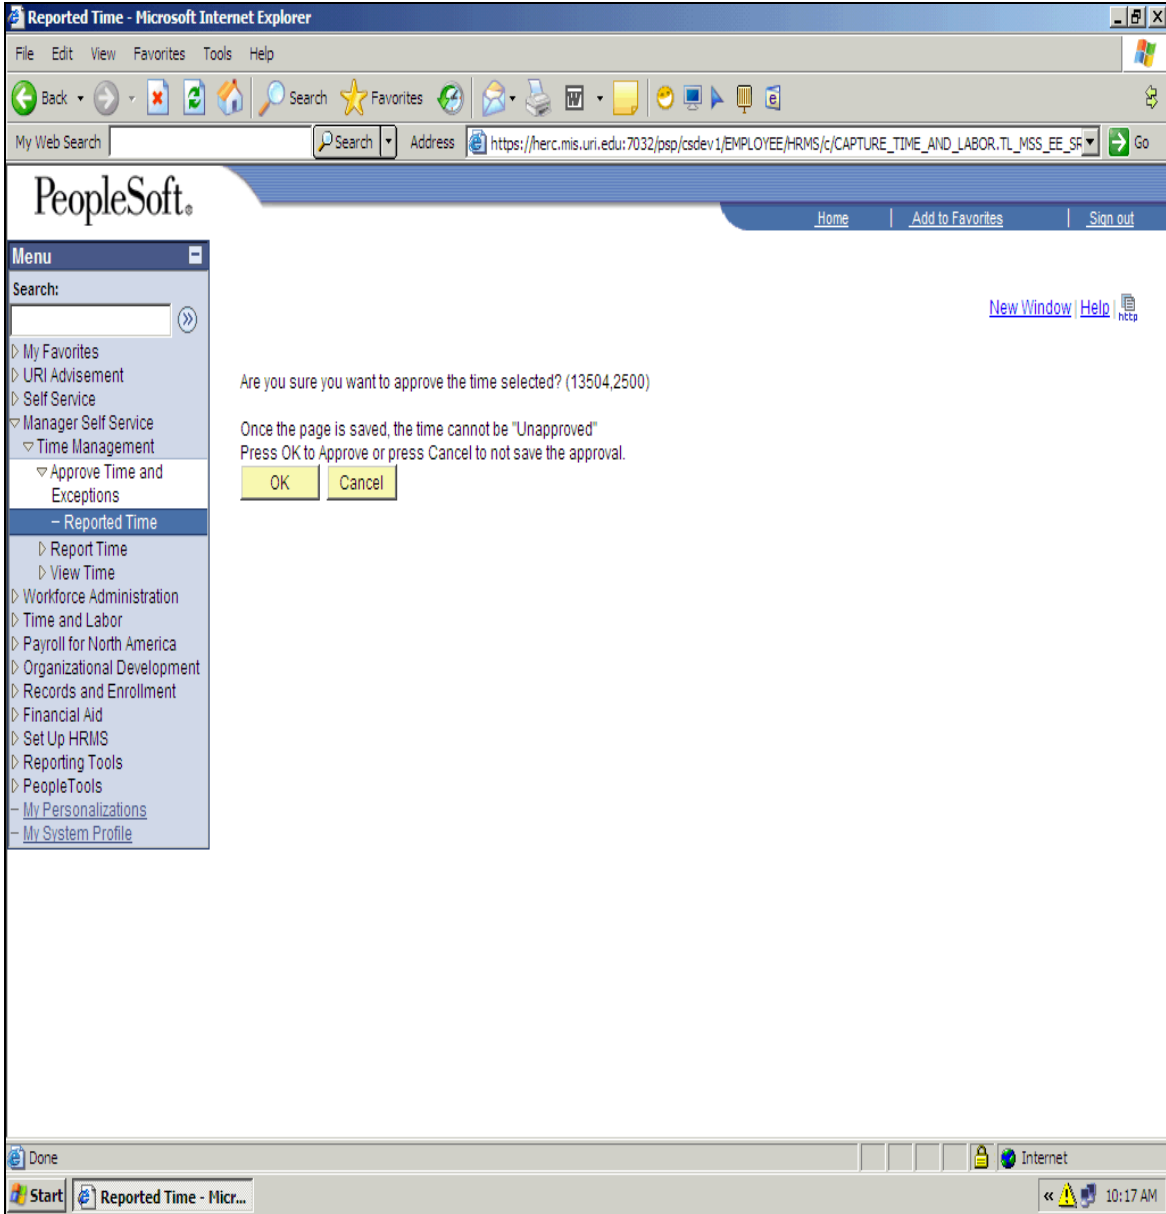 Reported Time - Microsoft Internet Explorer
File Edit View Favorites Tools Help
Back Search Favorites
My Web Search Search Address https://herc.mis.uri.edu:7032/psp/csdev1/EMPLOYEE/HRMS/c/CAPTURE_TIME_AND_LABOR.TL_MSS_EE_SR Go
PeopleSoft®
Home | Add to Favorites | Sign out
Menu
Search:
New Window | Help | http
My Favorites
URI Advisement
Self Service
Manager Self Service
Time Management
Approve Time and
Exceptions
– Reported Time
Report Time
View Time
Workforce Administration
Time and Labor
Payroll for North America
Organizational Development
Records and Enrollment
Financial Aid
Set Up HRMS
Reporting Tools
PeopleTools
– My Personalizations
– My System Profile
Are you sure you want to approve the time selected? (13504,2500)
Once the page is saved, the time cannot be "Unapproved"
Press OK to Approve or press Cancel to not save the approval.
OK Cancel
Done Internet
Start Reported Time - Micr... « 10:17 AM